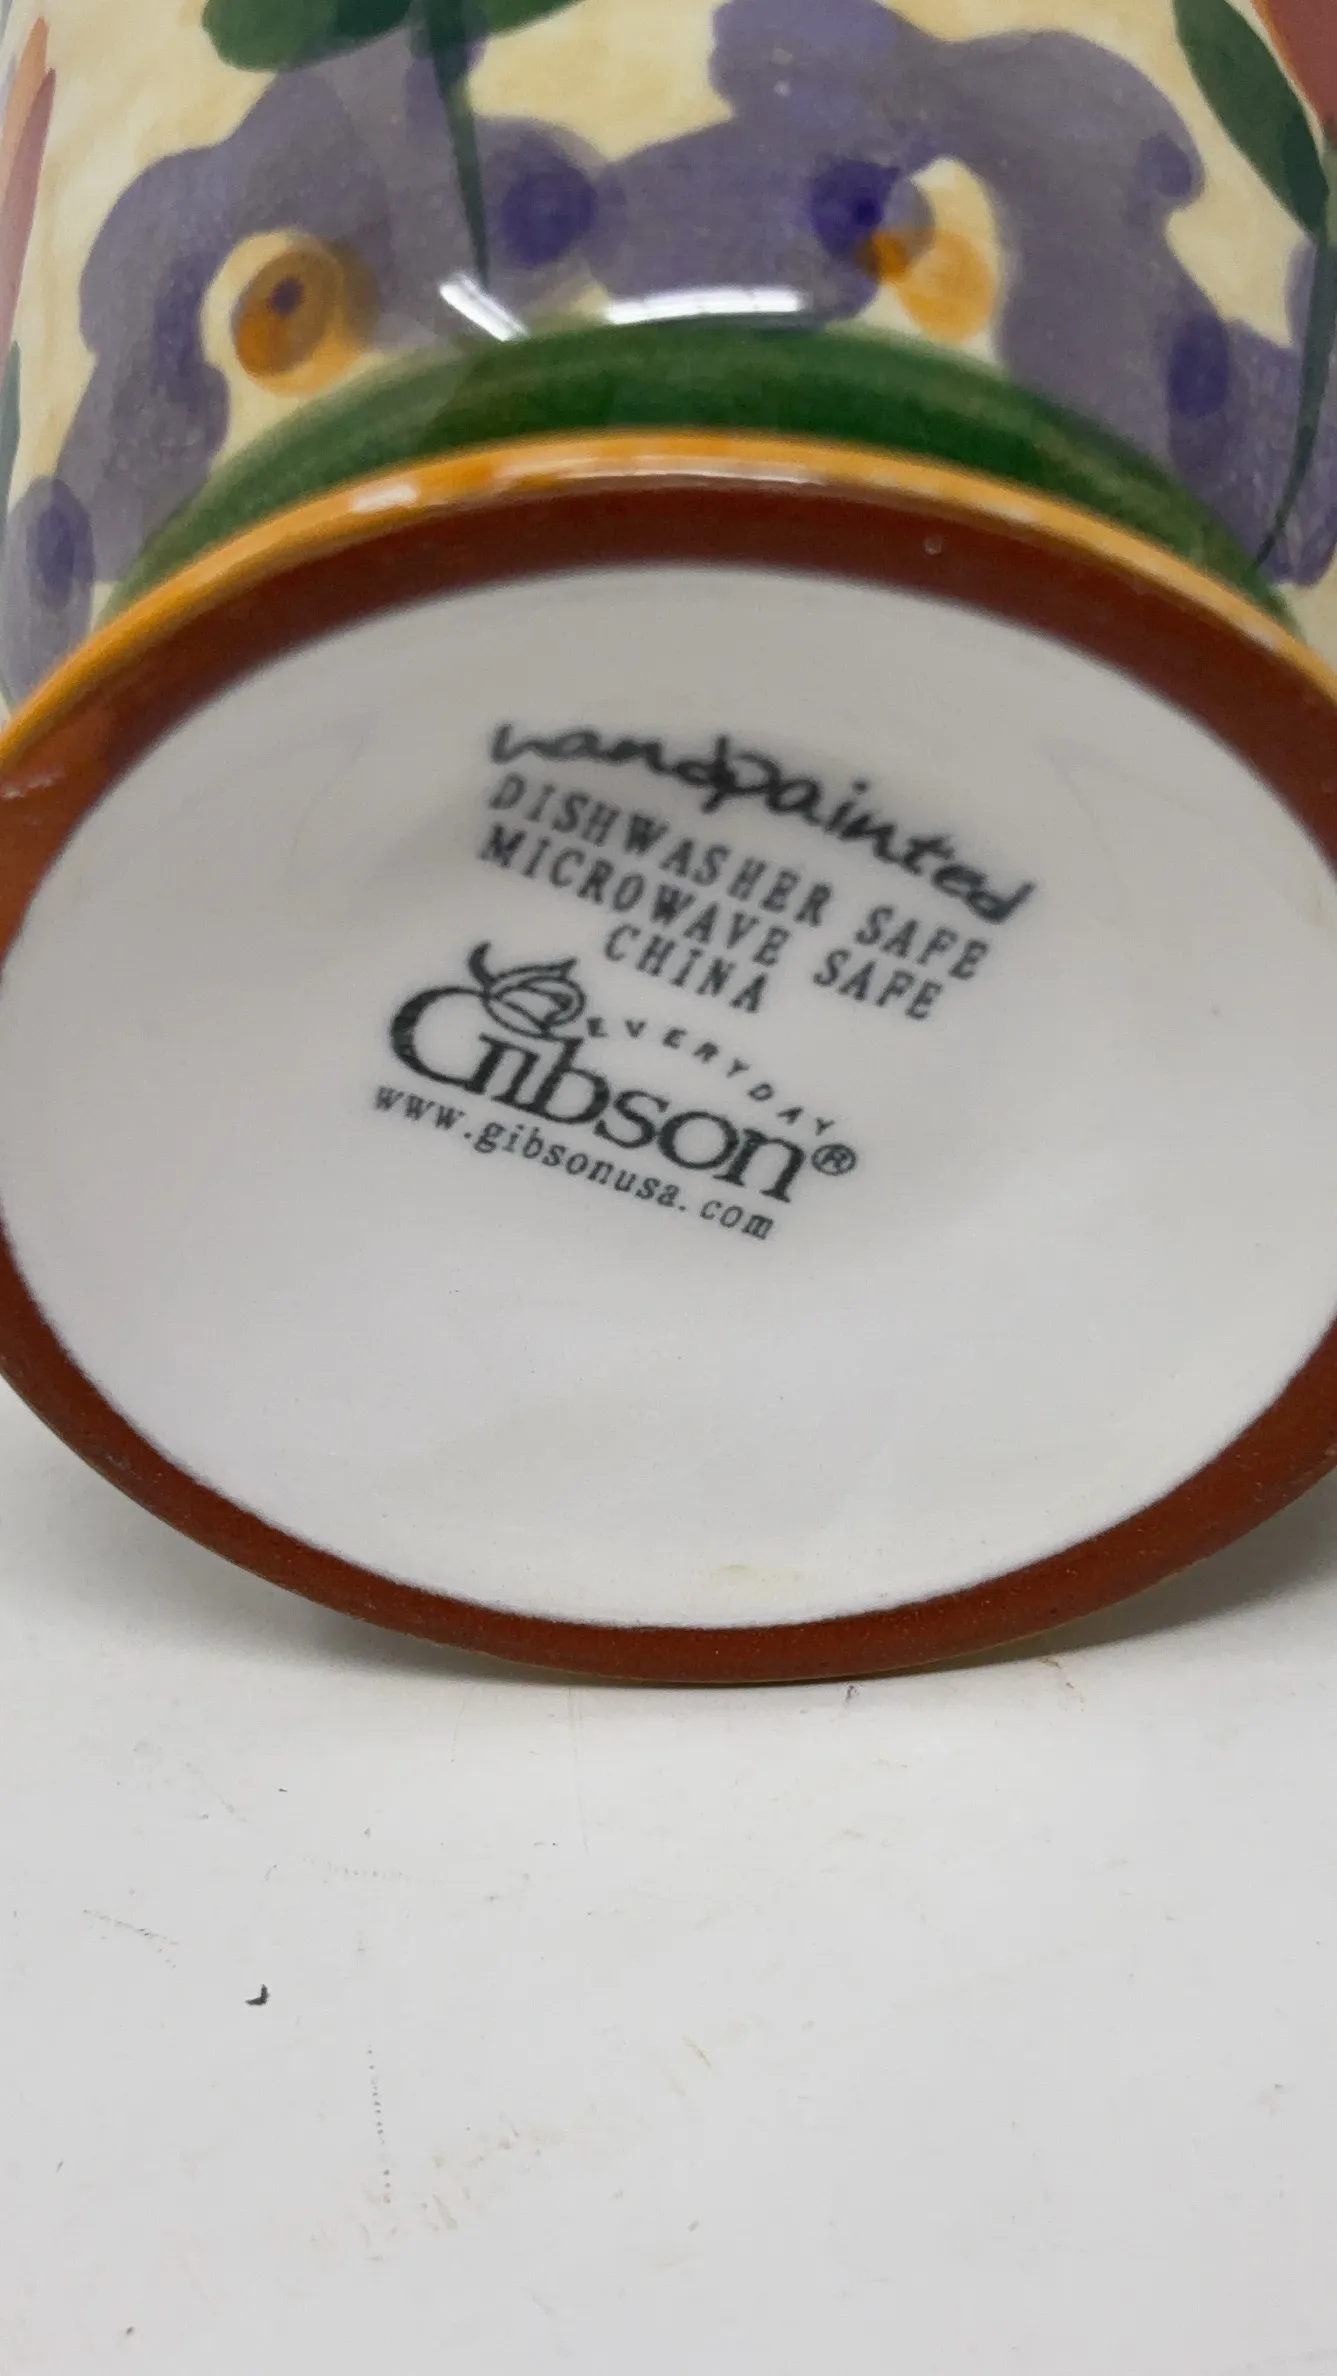 handpainted
DISHWASHER SAFE
MICROWAVE SAFE
CHINA
EVERYDAY
Gibson®
www.gibsonusa.com